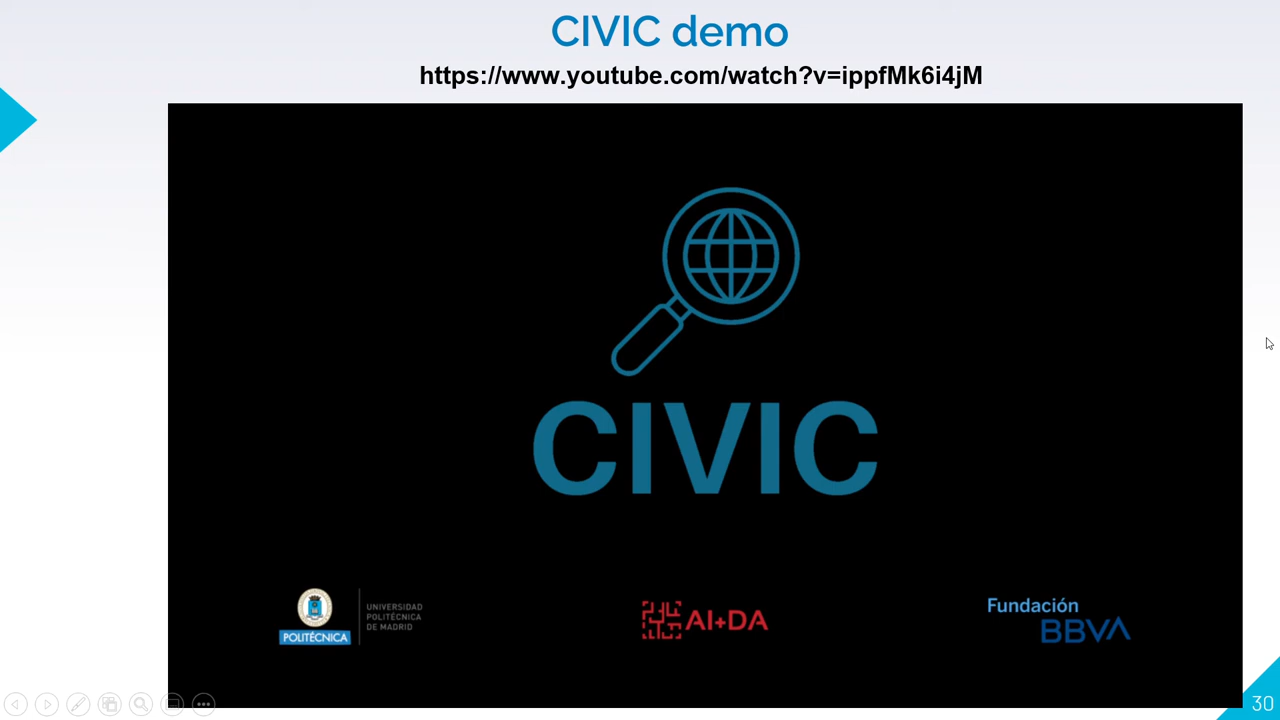 CIVIC demo
https://www.youtube.com/watch?v=ippfMk6i4jM
CIVIC
POLITÉCNICA
UNIVERSIDAD
POLITÉCNICA
DE MADRID
AI+DA
Fundación
BBVA
30